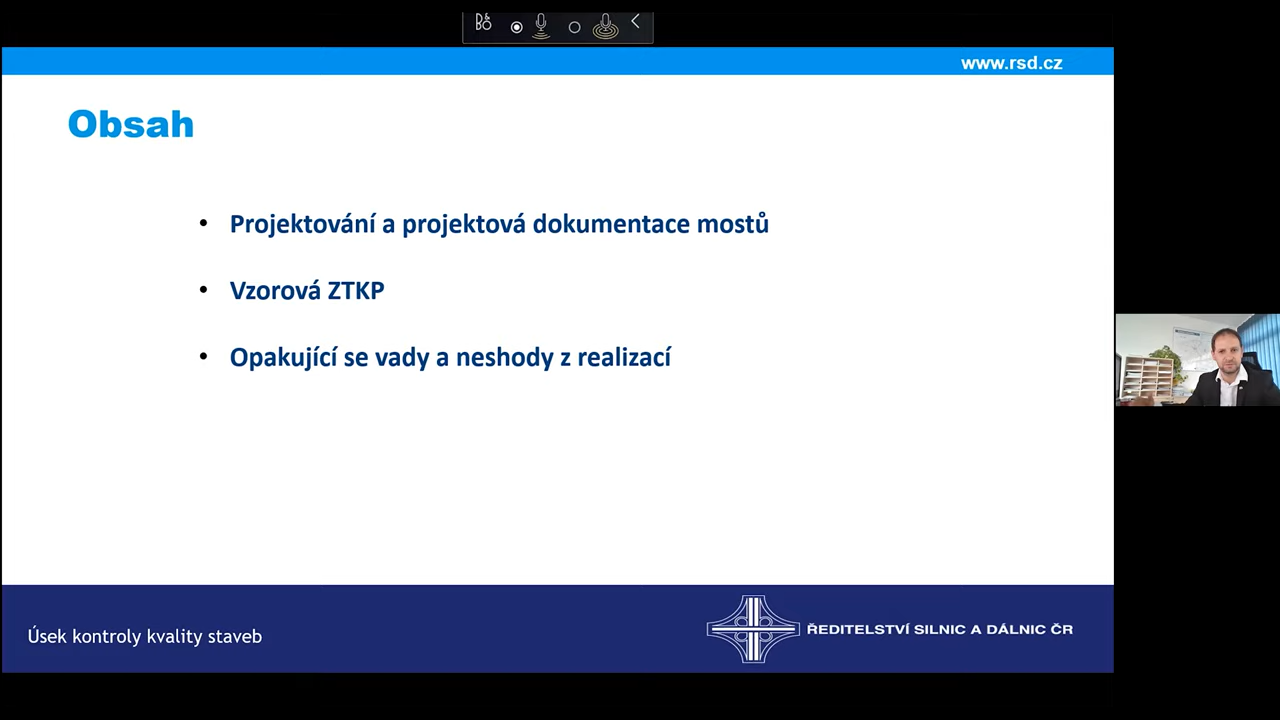 www.rsd.cz
Obsah
• Projektování a projektová dokumentace mostů
• Vzorová ZTKP
• Opakující se vady a neshody z realizací
Úsek kontroly kvality staveb
ŘEDITELSTVÍ SILNIC A DÁLNIC ČR